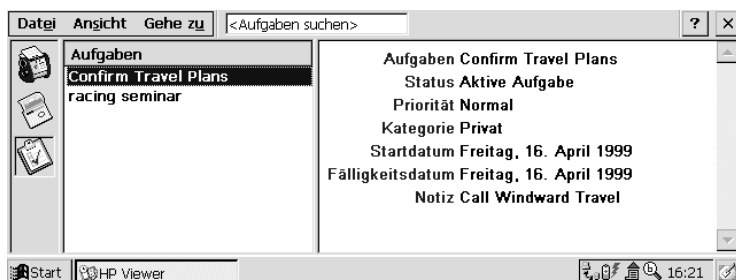 Datei Ansicht Gehe zu <Aufgaben suchen> ? ×
Aufgaben
Confirm Travel Plans
racing seminar
Aufgaben Confirm Travel Plans
Status Aktive Aufgabe
Priorität Normal
Kategorie Privat
Startdatum Freitag, 16. April 1999
Fälligkeitsdatum Freitag, 16. April 1999
Notiz Call Windward Travel
Start HP Viewer 16:21